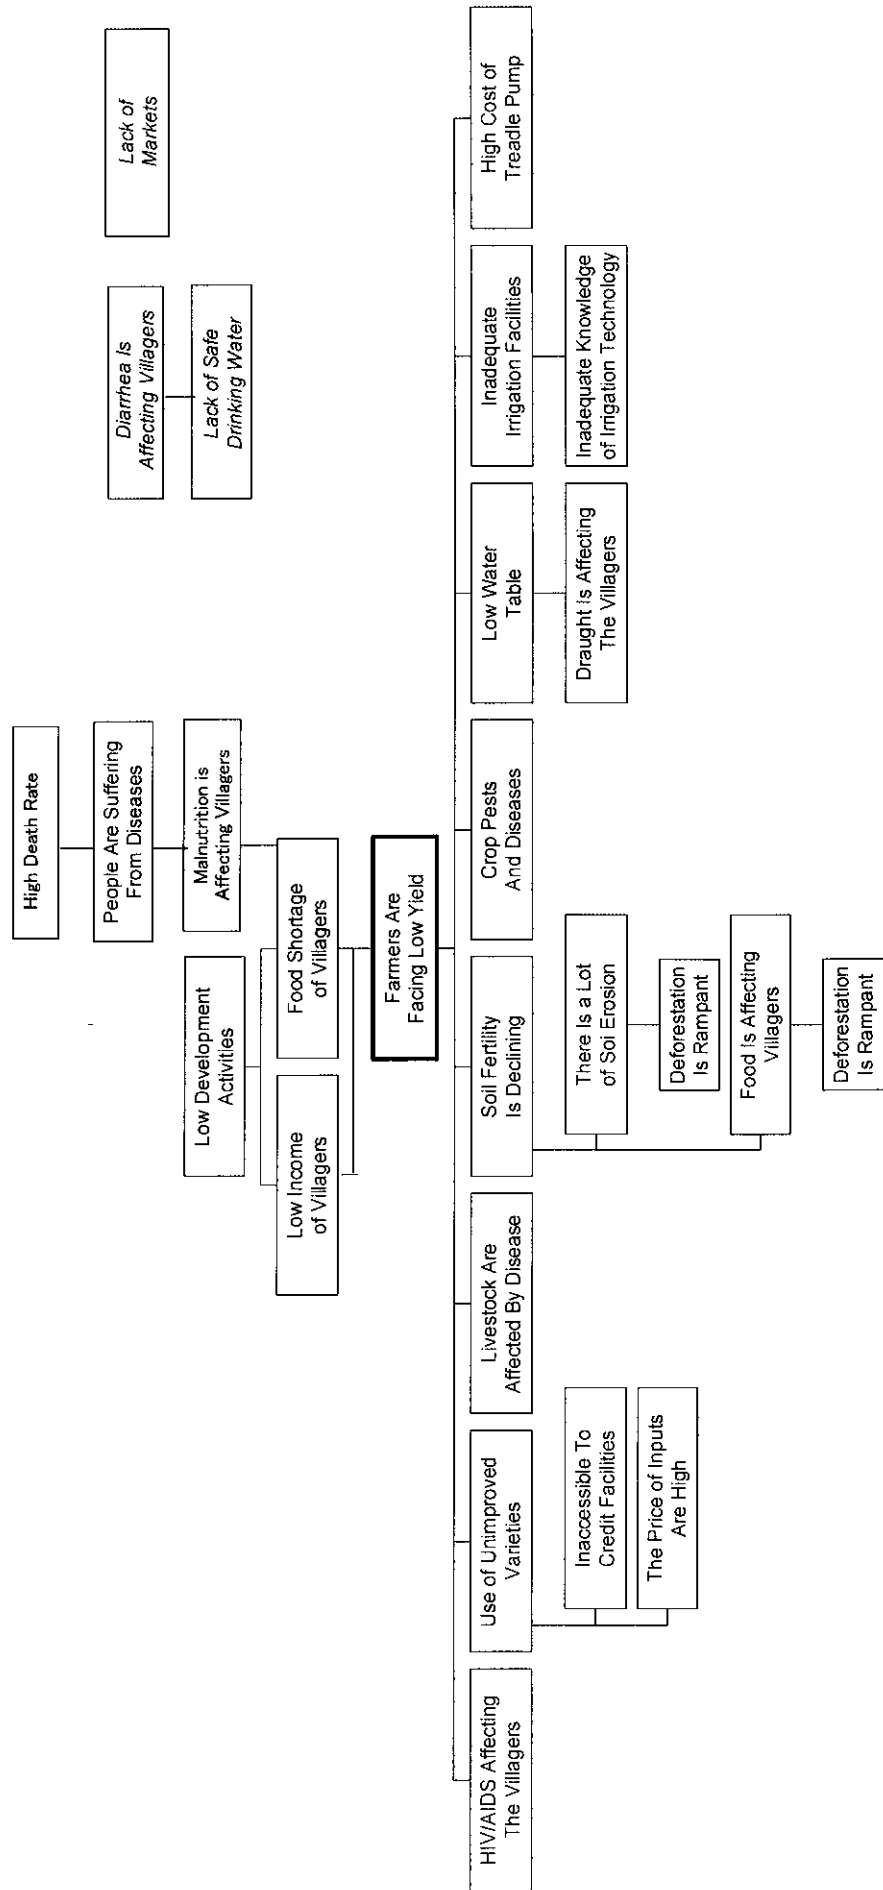 High Death Rate
People Are Suffering
From Diseases
Diarrhea Is
Affecting Villagers
Lack of
Markets
Low Development
Activities
Malnutrition is
Affecting Villagers
Lack of Safe
Drinking Water
Low Income
of Villagers
Food Shortage
of Villagers
Farmers Are
Facing Low Yield
HIV/AIDS Affecting
The Villagers
Use of Unimproved
Varieties
Livestock Are
Affected By Disease
Soil Fertility
Is Declining
Crop Pests
And Diseases
Low Water
Table
Inadequate
Irrigation Facilities
High Cost of
Treadle Pump
Inaccessible To
Credit Facilities
There Is a Lot
of Soil Erosion
Draught Is Affecting
The Villagers
Inadequate Knowledge
of Irrigation Technology
The Price of Inputs
Are High
Deforestation
Is Rampant
Food Is Affecting
Villagers
Deforestation
Is Rampant